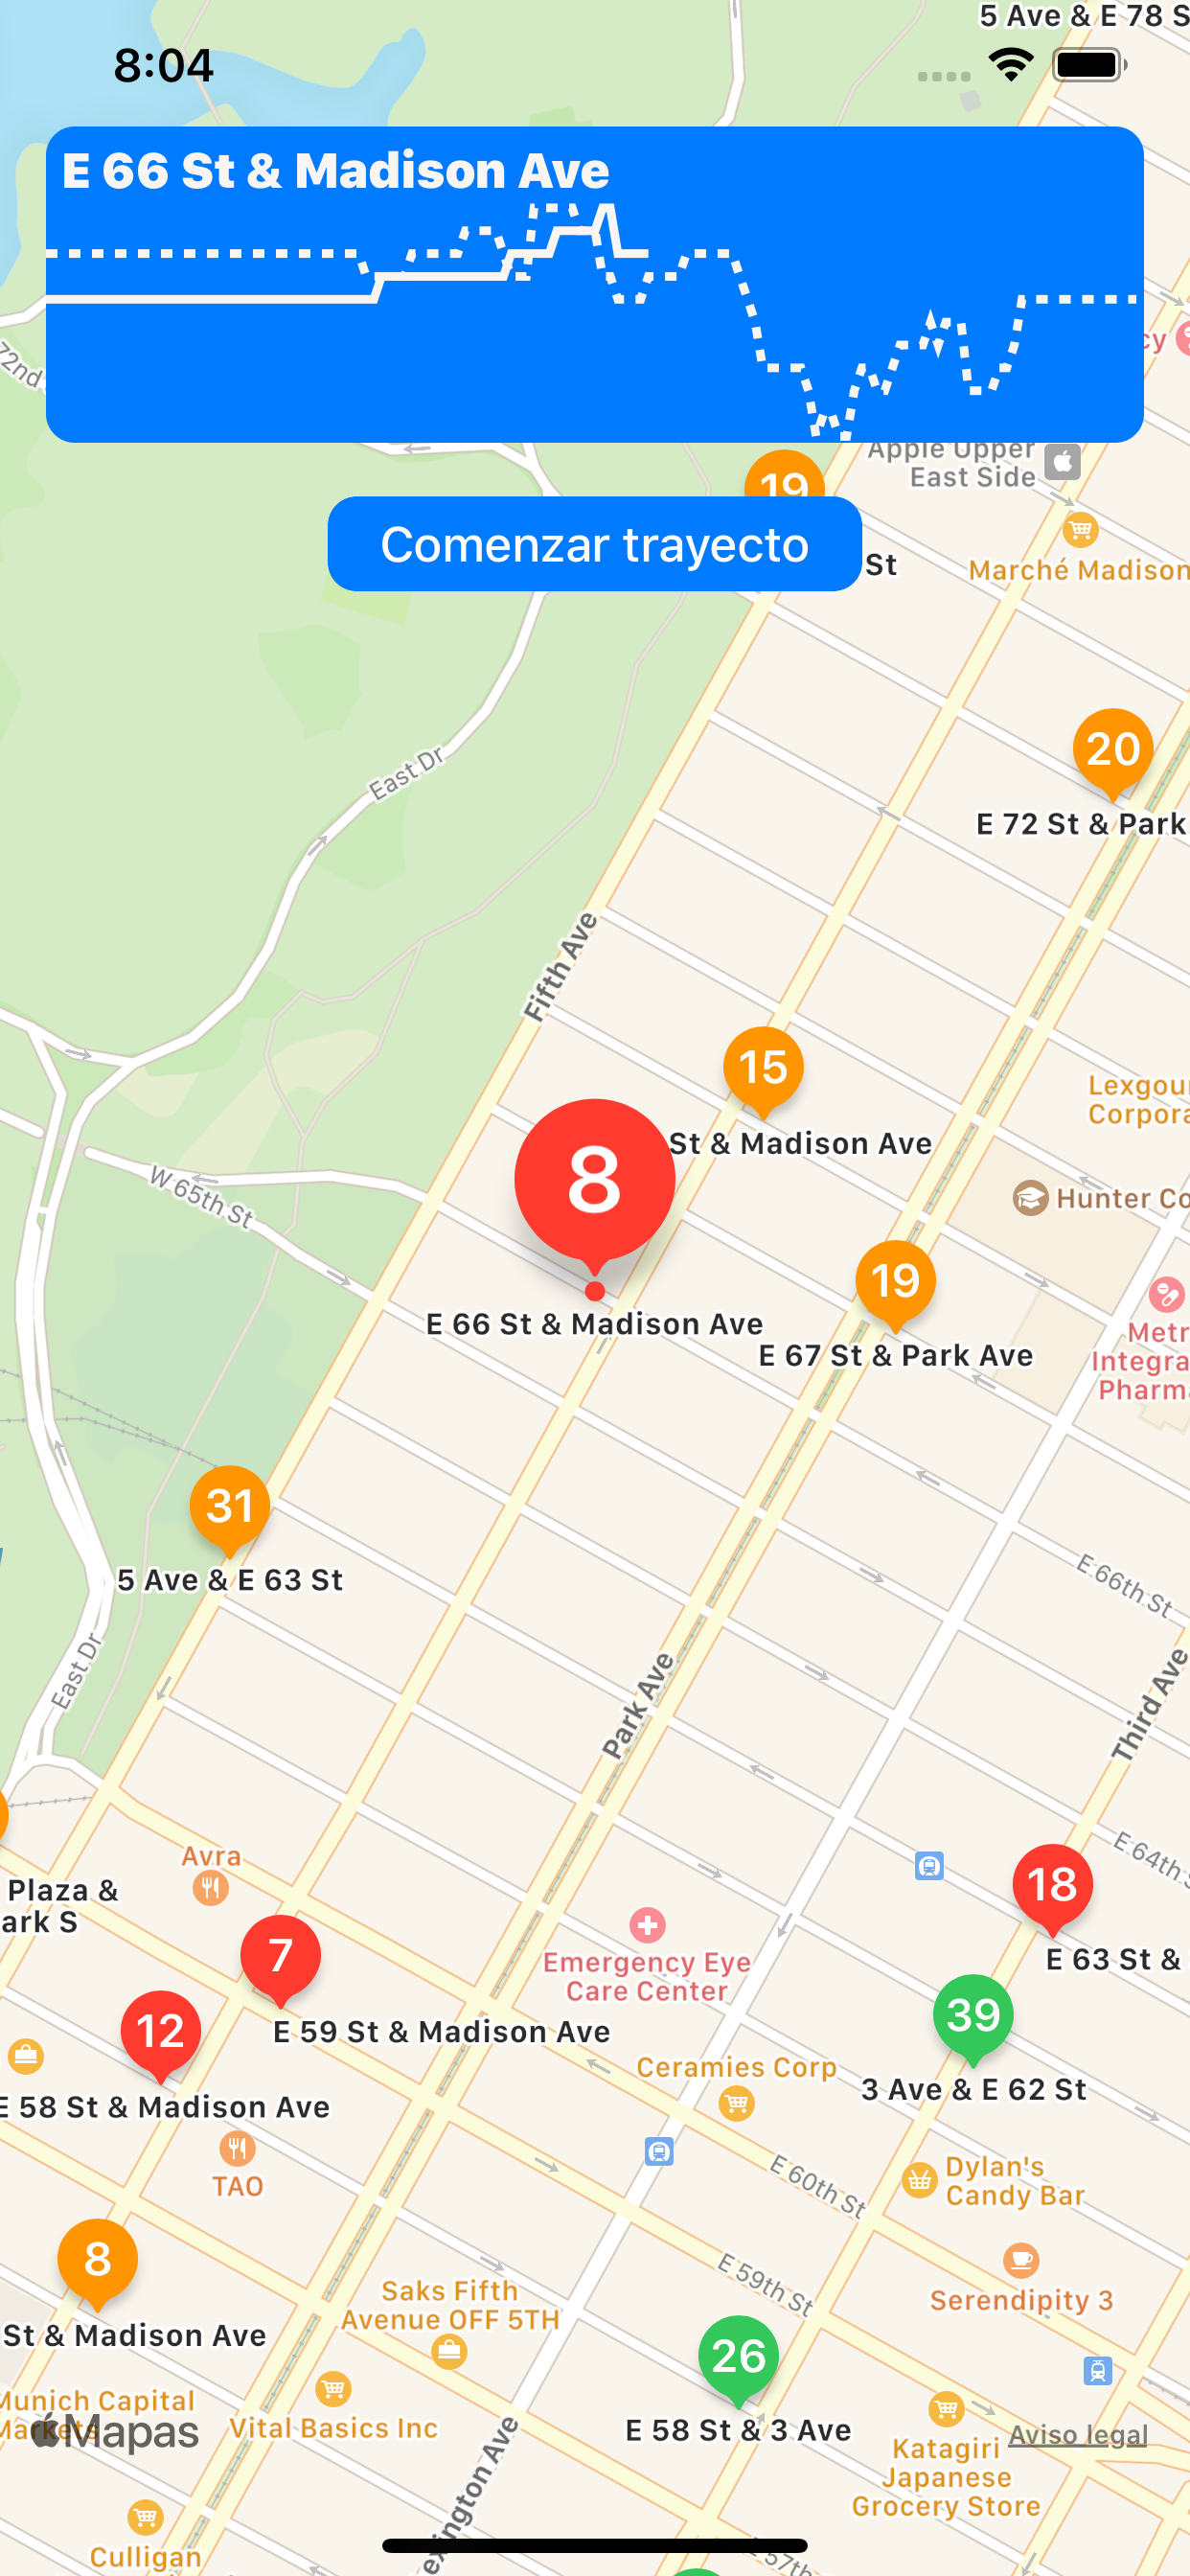 5 Ave & E 78 S
8:04
E 66 St & Madison Ave
72nd
cy
Apple Upper
East Side
19
Comenzar trayecto
St
Marché Madison
20
E 72 St & Park
East Dr
Fifth Ave
15
St & Madison Ave
Lexgour
Corpora
8
W 65th St
Hunter Co
19
E 66 St & Madison Ave
E 67 St & Park Ave
Metr
Integra
Pharma
31
5 Ave & E 63 St
E 66th St
East Dr
Park Ave
Third Ave
Avra
E 64th S
Plaza &
ark S
18
7
Emergency Eye
Care Center
E 63 St &
12
39
E 59 St & Madison Ave
Ceramies Corp
3 Ave & E 62 St
E 58 St & Madison Ave
TAO
E 60th St
Dylan's
Candy Bar
8
E 59th St
Saks Fifth
Avenue OFF 5TH
Serendipity 3
St & Madison Ave
26
Munich Capital
Markets
Mapas
Vital Basics Inc
E 58 St & 3 Ave
Aviso legal
Katagiri
Japanese
Grocery Store
exington Ave
Culligan
E 57th